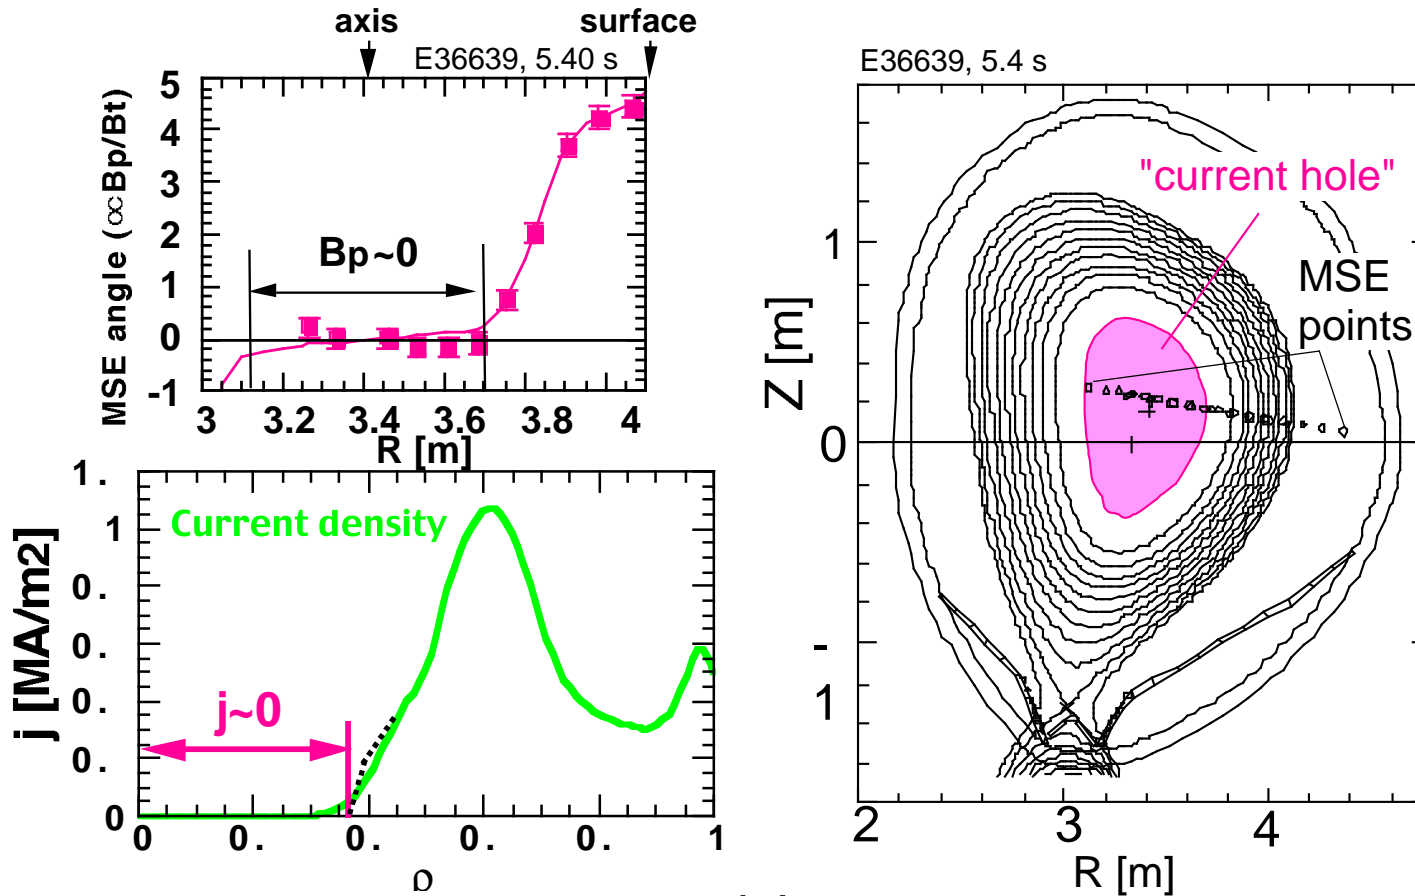 axis
surface
E36639, 5.40 s
MSE angle (∝Bp/Bt)
5
4
3
2
1
0
-1
Bp~0
3
3.2
3.4
3.6
3.8
4
R [m]
j [MA/m2]
1.
1
0.
0.
0.
0.
0
Current density
j~0
0
0.
0.
0.
0.
1
ρ
E36639, 5.4 s
"current hole"
MSE
points
Z [m]
1
0
-
1
2
3
4
R [m]